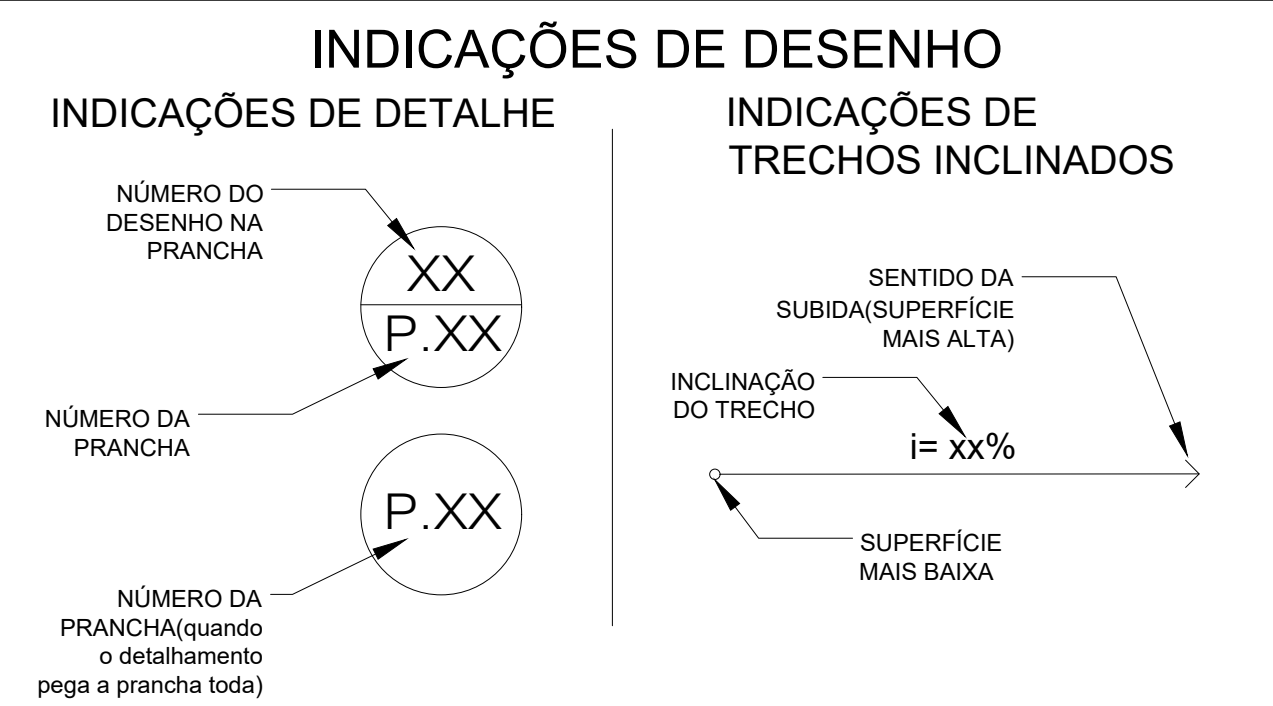 INDICAÇÕES DE DESENHO
INDICAÇÕES DE DETALHE
NÚMERO DO
DESENHO NA
PRANCHA
XX
P.XX
NÚMERO DA
PRANCHA
P.XX
NÚMERO DA
PRANCHA(quando
o detalhamento
pega a prancha toda)
INDICAÇÕES DE
TRECHOS INCLINADOS
SENTIDO DA
SUBIDA(SUPERFÍCIE
MAIS ALTA)
INCLINAÇÃO
DO TRECHO
i= xx%
SUPERFÍCIE
MAIS BAIXA